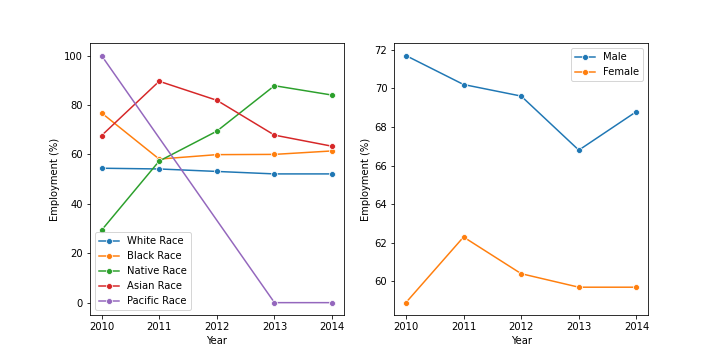 100
80
60
40
20
0
Employment (%)
White Race
Black Race
Native Race
Asian Race
Pacific Race
2010 2011 2012 2013 2014
Year
72
70
68
66
64
62
60
Employment (%)
Male
Female
2010 2011 2012 2013 2014
Year